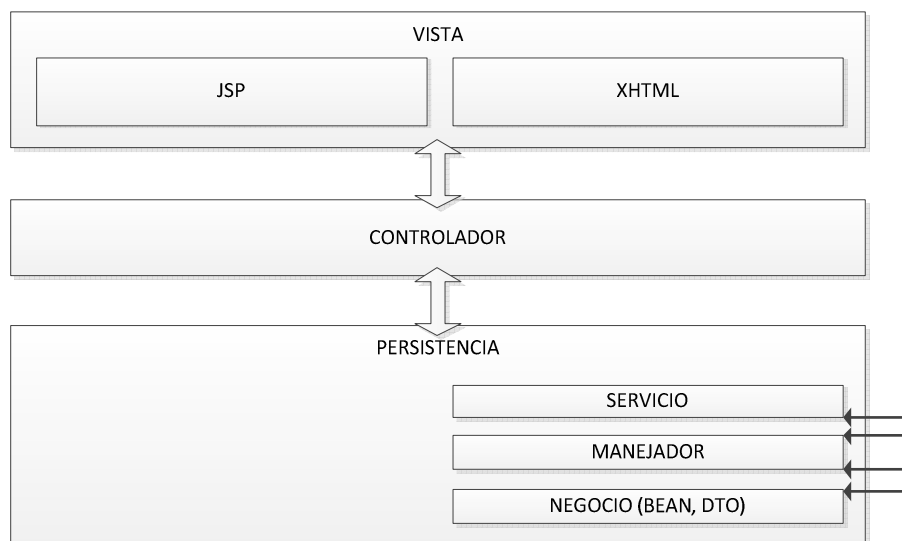 VISTA
JSP
XHTML
CONTROLADOR
PERSISTENCIA
SERVICIO
MANEJADOR
NEGOCIO (BEAN, DTO)